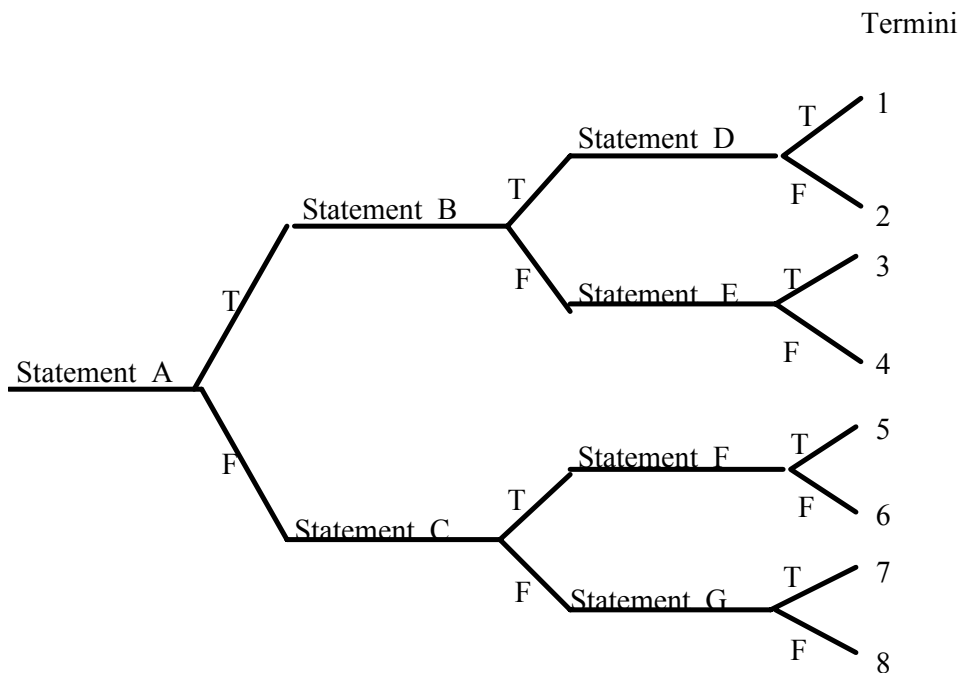 Termini
1
T
Statement D
F
2
T
Statement B
F
3
T
Statement E
F
4
T
Statement A
F
5
T
Statement F
F
6
T
Statement C
F
7
T
Statement G
F
8